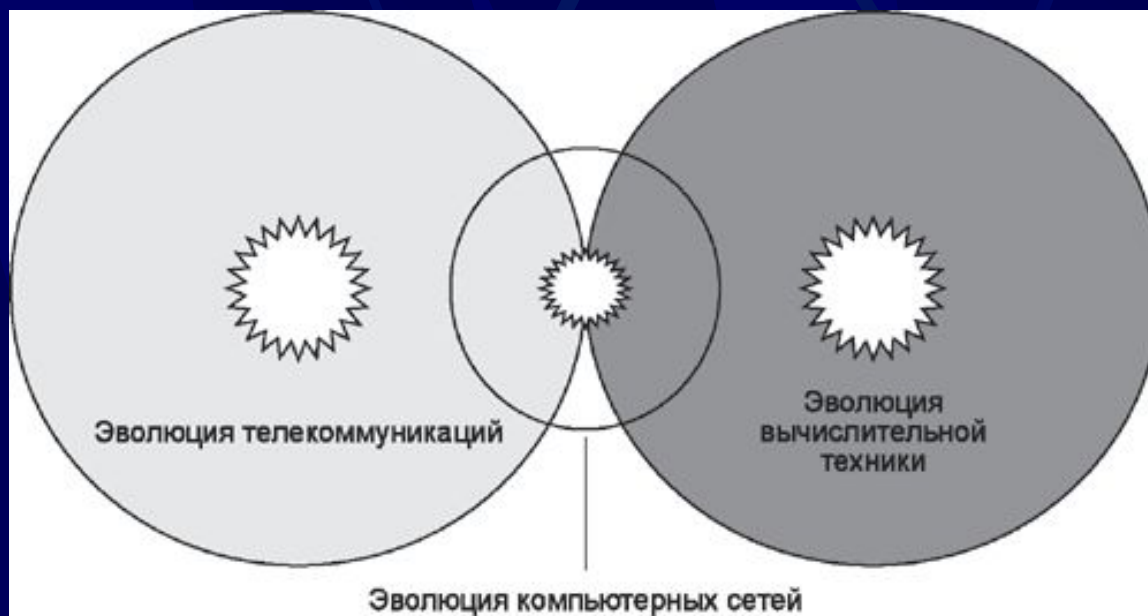 Эволюция телекоммуникаций
Эволюция
вычислительной
техники
Эволюция компьютерных сетей